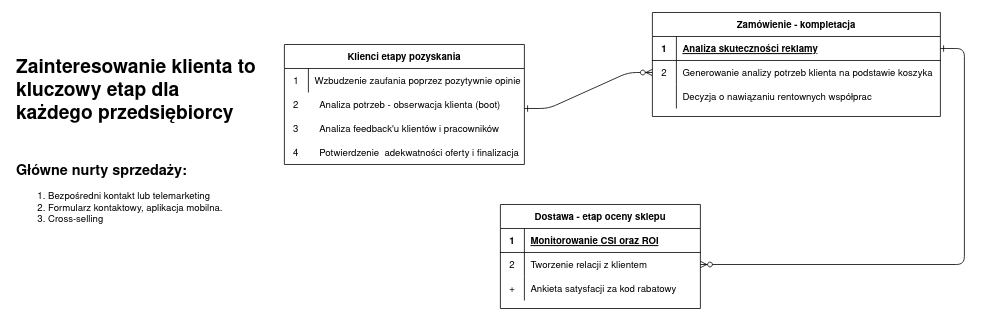 Zainteresowanie klienta to
kluczowy etap dla
każdego przedsiębiorcy
Główne nurty sprzedaży:
1. Bezpośredni kontakt lub telemarketing
2. Formularz kontaktowy, aplikacja mobilna.
3. Cross-selling
Klienci etapy pozyskania
1 Wzbudzenie zaufania poprzez pozytywnie opinie
2 Analiza potrzeb - obserwacja klienta (boot)
3 Analiza feedback'u klientów i pracowników
4 Potwierdzenie adekwatności oferty i finalizacja
Zamówienie - kompletacja
1 Analiza skuteczności reklamy
2 Generowanie analizy potrzeb klienta na podstawie koszyka
Decyzja o nawiązaniu rentownych współprac
Dostawa - etap oceny sklepu
1 Monitorowanie CSI oraz ROI
2 Tworzenie relacji z klientem
+ Ankieta satysfacji za kod rabatowy